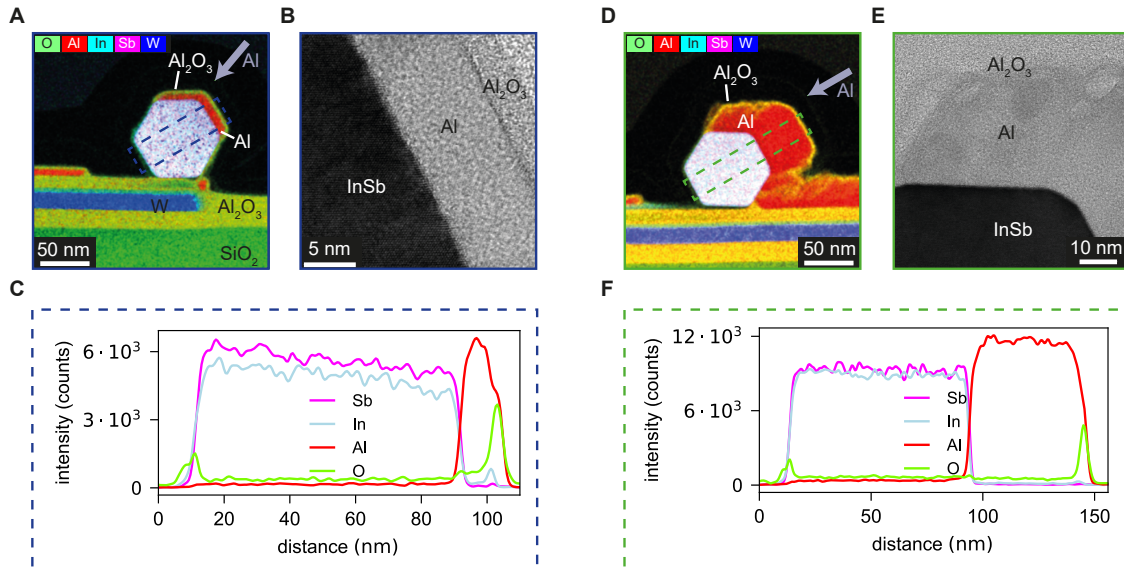 A
O Al In Sb W
Al₂O₃
Al
Al
W
Al₂O₃
SiO₂
50 nm
B
Al₂O₃
Al
InSb
5 nm
C
intensity (counts)
6 · 10³
3 · 10³
0
Sb
In
Al
O
0 20 40 60 80 100
distance (nm)
D
O Al In Sb W
Al₂O₃
Al
Al
50 nm
E
Al₂O₃
Al
InSb
10 nm
F
intensity (counts)
12 · 10³
6 · 10³
0
Sb
In
Al
O
0 50 100 150
distance (nm)